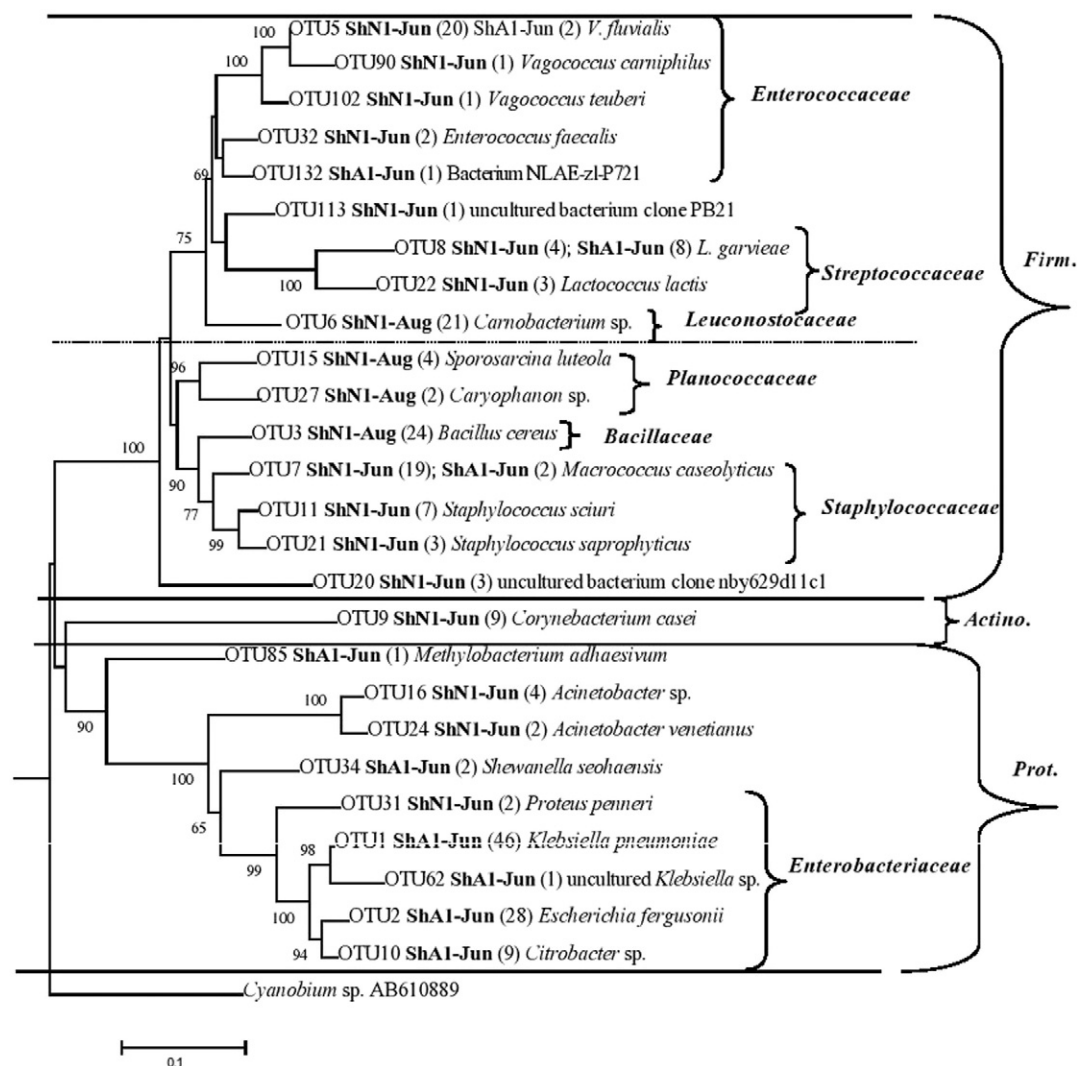 OTU5 ShN1-Jun (20) ShA1-Jun (2) V. fluvialis
100
100
OTU90 ShN1-Jun (1) Vagococcus carniphilus
Enterococcaceae
OTU102 ShN1-Jun (1) Vagococcus teuberi
OTU32 ShN1-Jun (2) Enterococcus faecalis
69
OTU132 ShA1-Jun (1) Bacterium NLAE-zl-P721
OTU113 ShN1-Jun (1) uncultured bacterium clone PB21
75
OTU8 ShN1-Jun (4); ShA1-Jun (8) L. garvieae
Firm.
Streptococcaceae
100
OTU22 ShN1-Jun (3) Lactococcus lactis
OTU6 ShN1-Aug (21) Carnobacterium sp.
Leuconostocaceae
OTU15 ShN1-Aug (4) Sporosarcina luteola
96
Planococcaceae
OTU27 ShN1-Aug (2) Caryophanon sp.
OTU3 ShN1-Aug (24) Bacillus cereus
Bacillaceae
100
OTU7 ShN1-Jun (19); ShA1-Jun (2) Macrococcus caseolyticus
90
OTU11 ShN1-Jun (7) Staphylococcus sciuri
Staphylococcaceae
77
99
OTU21 ShN1-Jun (3) Staphylococcus saprophyticus
OTU20 ShN1-Jun (3) uncultured bacterium clone nby629d11c1
OTU9 ShN1-Jun (9) Corynebacterium casei
Actino.
OTU85 ShA1-Jun (1) Methylobacterium adhaesivum
90
100
OTU16 ShN1-Jun (4) Acinetobacter sp.
OTU24 ShN1-Jun (2) Acinetobacter venetianus
100
OTU34 ShA1-Jun (2) Shewanella seohaensis
Prot.
65
OTU31 ShN1-Jun (2) Proteus penneri
99
98
OTU1 ShA1-Jun (46) Klebsiella pneumoniae
Enterobacteriaceae
OTU62 ShA1-Jun (1) uncultured Klebsiella sp.
100
OTU2 ShA1-Jun (28) Escherichia fergusonii
94
OTU10 ShA1-Jun (9) Citrobacter sp.
Cyanobium sp. AB610889
0.1